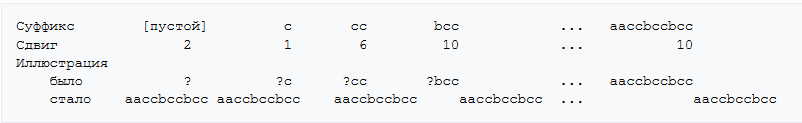 Суффикс [пустой] c cc bcc ... aaccbccbcc
Сдвиг 2 1 6 10 ... 10
Иллюстрация
было ? ?c ?cc ?bcc ... aaccbccbcc
стало aaccbccbcc aaccbccbcc aaccbccbcc aaccbccbcc ... aaccbccbcc